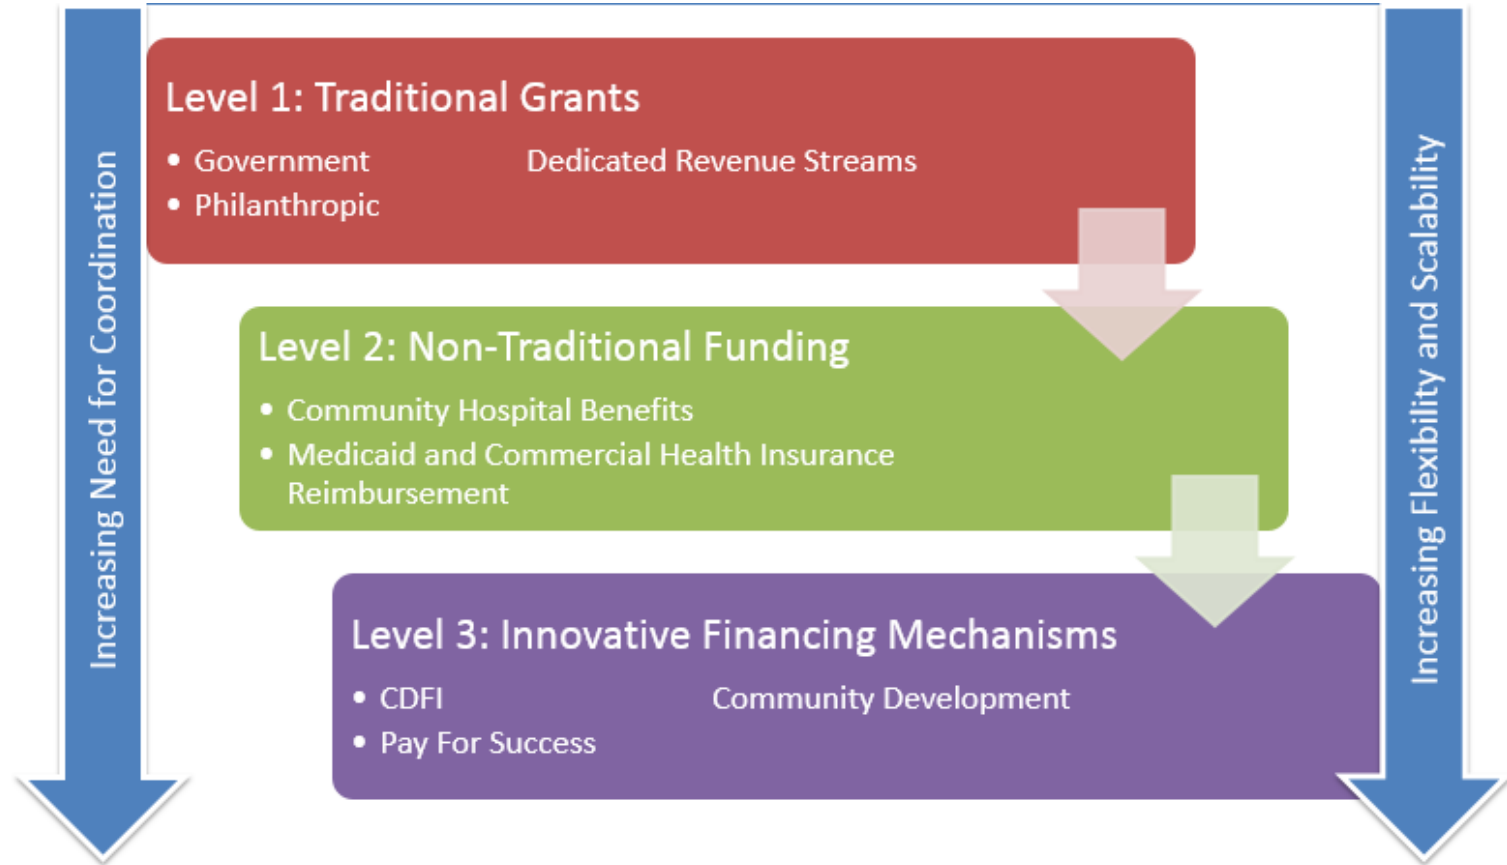 Increasing Need for Coordination
Level 1: Traditional Grants
• Government Dedicated Revenue Streams
• Philanthropic
Level 2: Non-Traditional Funding
• Community Hospital Benefits
• Medicaid and Commercial Health Insurance
Reimbursement
Level 3: Innovative Financing Mechanisms
• CDFI Community Development
• Pay For Success
Increasing Flexibility and Scalability